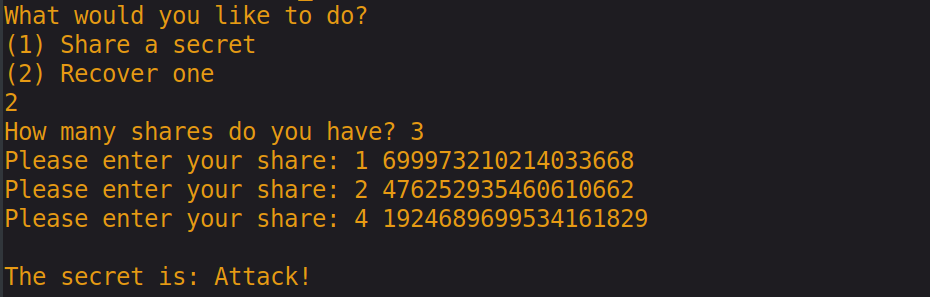 What would you like to do?
(1) Share a secret
(2) Recover one
2
How many shares do you have? 3
Please enter your share: 1 699973210214033668
Please enter your share: 2 476252935460610662
Please enter your share: 4 1924689699534161829
The secret is: Attack!